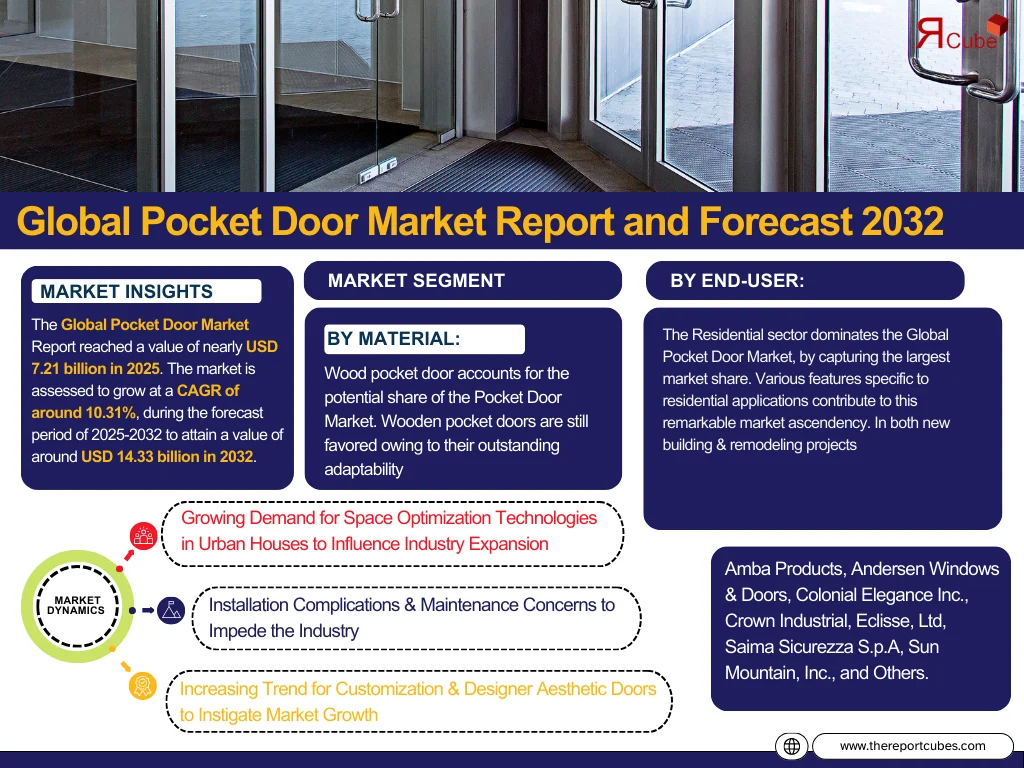 Яcube
Global Pocket Door Market Report and Forecast 2032
MARKET INSIGHTS
The Global Pocket Door Market
Report reached a value of nearly USD
7.21 billion in 2025. The market is
assessed to grow at a CAGR of
around 10.31%, during the forecast
period of 2025-2032 to attain a value of
around USD 14.33 billion in 2032.
MARKET SEGMENT
BY MATERIAL:
Wood pocket door accounts for the
potential share of the Pocket Door
Market. Wooden pocket doors are still
favored owing to their outstanding
adaptability
BY END-USER:
The Residential sector dominates the Global
Pocket Door Market, by capturing the largest
market share. Various features specific to
residential applications contribute to this
remarkable market ascendency. In both new
building & remodeling projects
MARKET
DYNAMICS
Growing Demand for Space Optimization Technologies
in Urban Houses to Influence Industry Expansion
Installation Complications & Maintenance Concerns to
Impede the Industry
Increasing Trend for Customization & Designer Aesthetic Doors
to Instigate Market Growth
Amba Products, Andersen Windows
& Doors, Colonial Elegance Inc.,
Crown Industrial, Eclisse, Ltd,
Saima Sicurezza S.p.A, Sun
Mountain, Inc., and Others.
www.thereportcubes.com